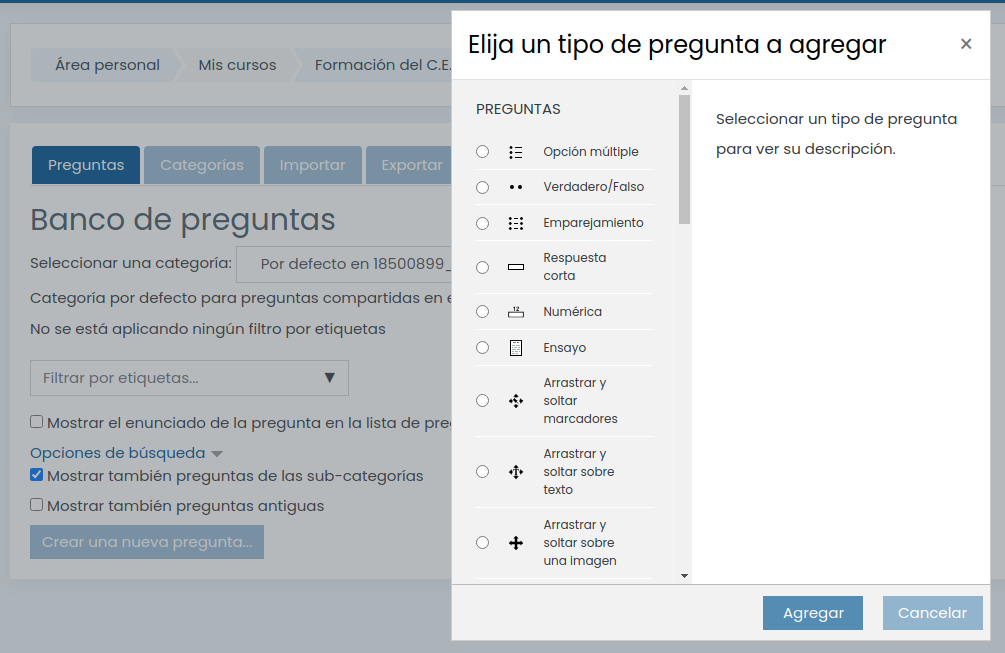 Área personal
Mis cursos
Formación del C.E.
Preguntas
Categorías
Importar
Exportar
Banco de preguntas
Seleccionar una categoría:
Por defecto en 18500899_
Categoría por defecto para preguntas compartidas en
No se está aplicando ningún filtro por etiquetas
Filtrar por etiquetas...
Mostrar el enunciado de la pregunta en la lista de
Opciones de búsqueda
Mostrar también preguntas de las sub-categorías
Mostrar también preguntas antiguas
Crear una nueva pregunta...
Elija un tipo de pregunta a agregar
×
PREGUNTAS
Opción múltiple
Verdadero/Falso
Emparejamiento
Respuesta
corta
12
Numérica
Ensayo
Arrastrar y
soltar
marcadores
Arrastrar y
soltar sobre
texto
Arrastrar y
soltar sobre
una imagen
Seleccionar un tipo de pregunta
para ver su descripción.
Agregar
Cancelar